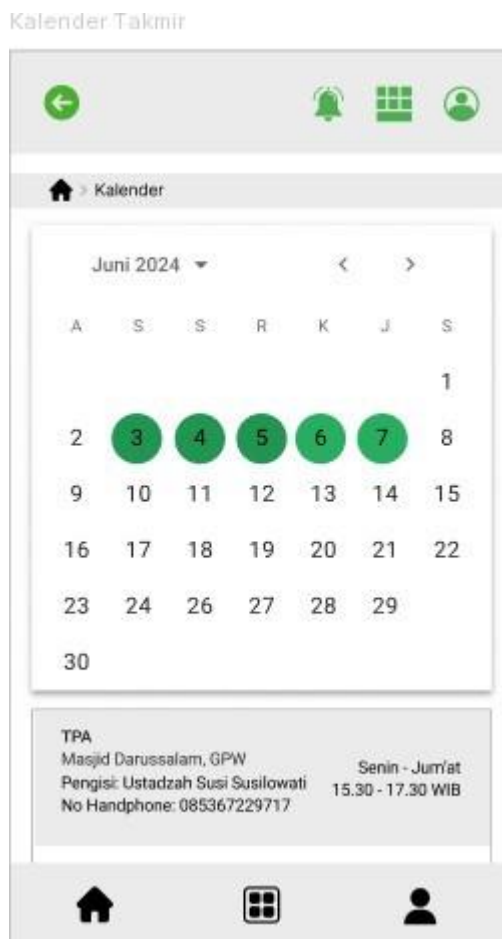 Kalender Takmir
Kalender
Juni 2024
A S S R K J S
1
2 3 4 5 6 7 8
9 10 11 12 13 14 15
16 17 18 19 20 21 22
23 24 26 27 28 29
30
TPA
Masjid Darussalam, GPW
Pengisi: Ustadzah Susi Susilowati
No Handphone: 085367229717
Senin - Jum'at
15.30 - 17.30 WIB